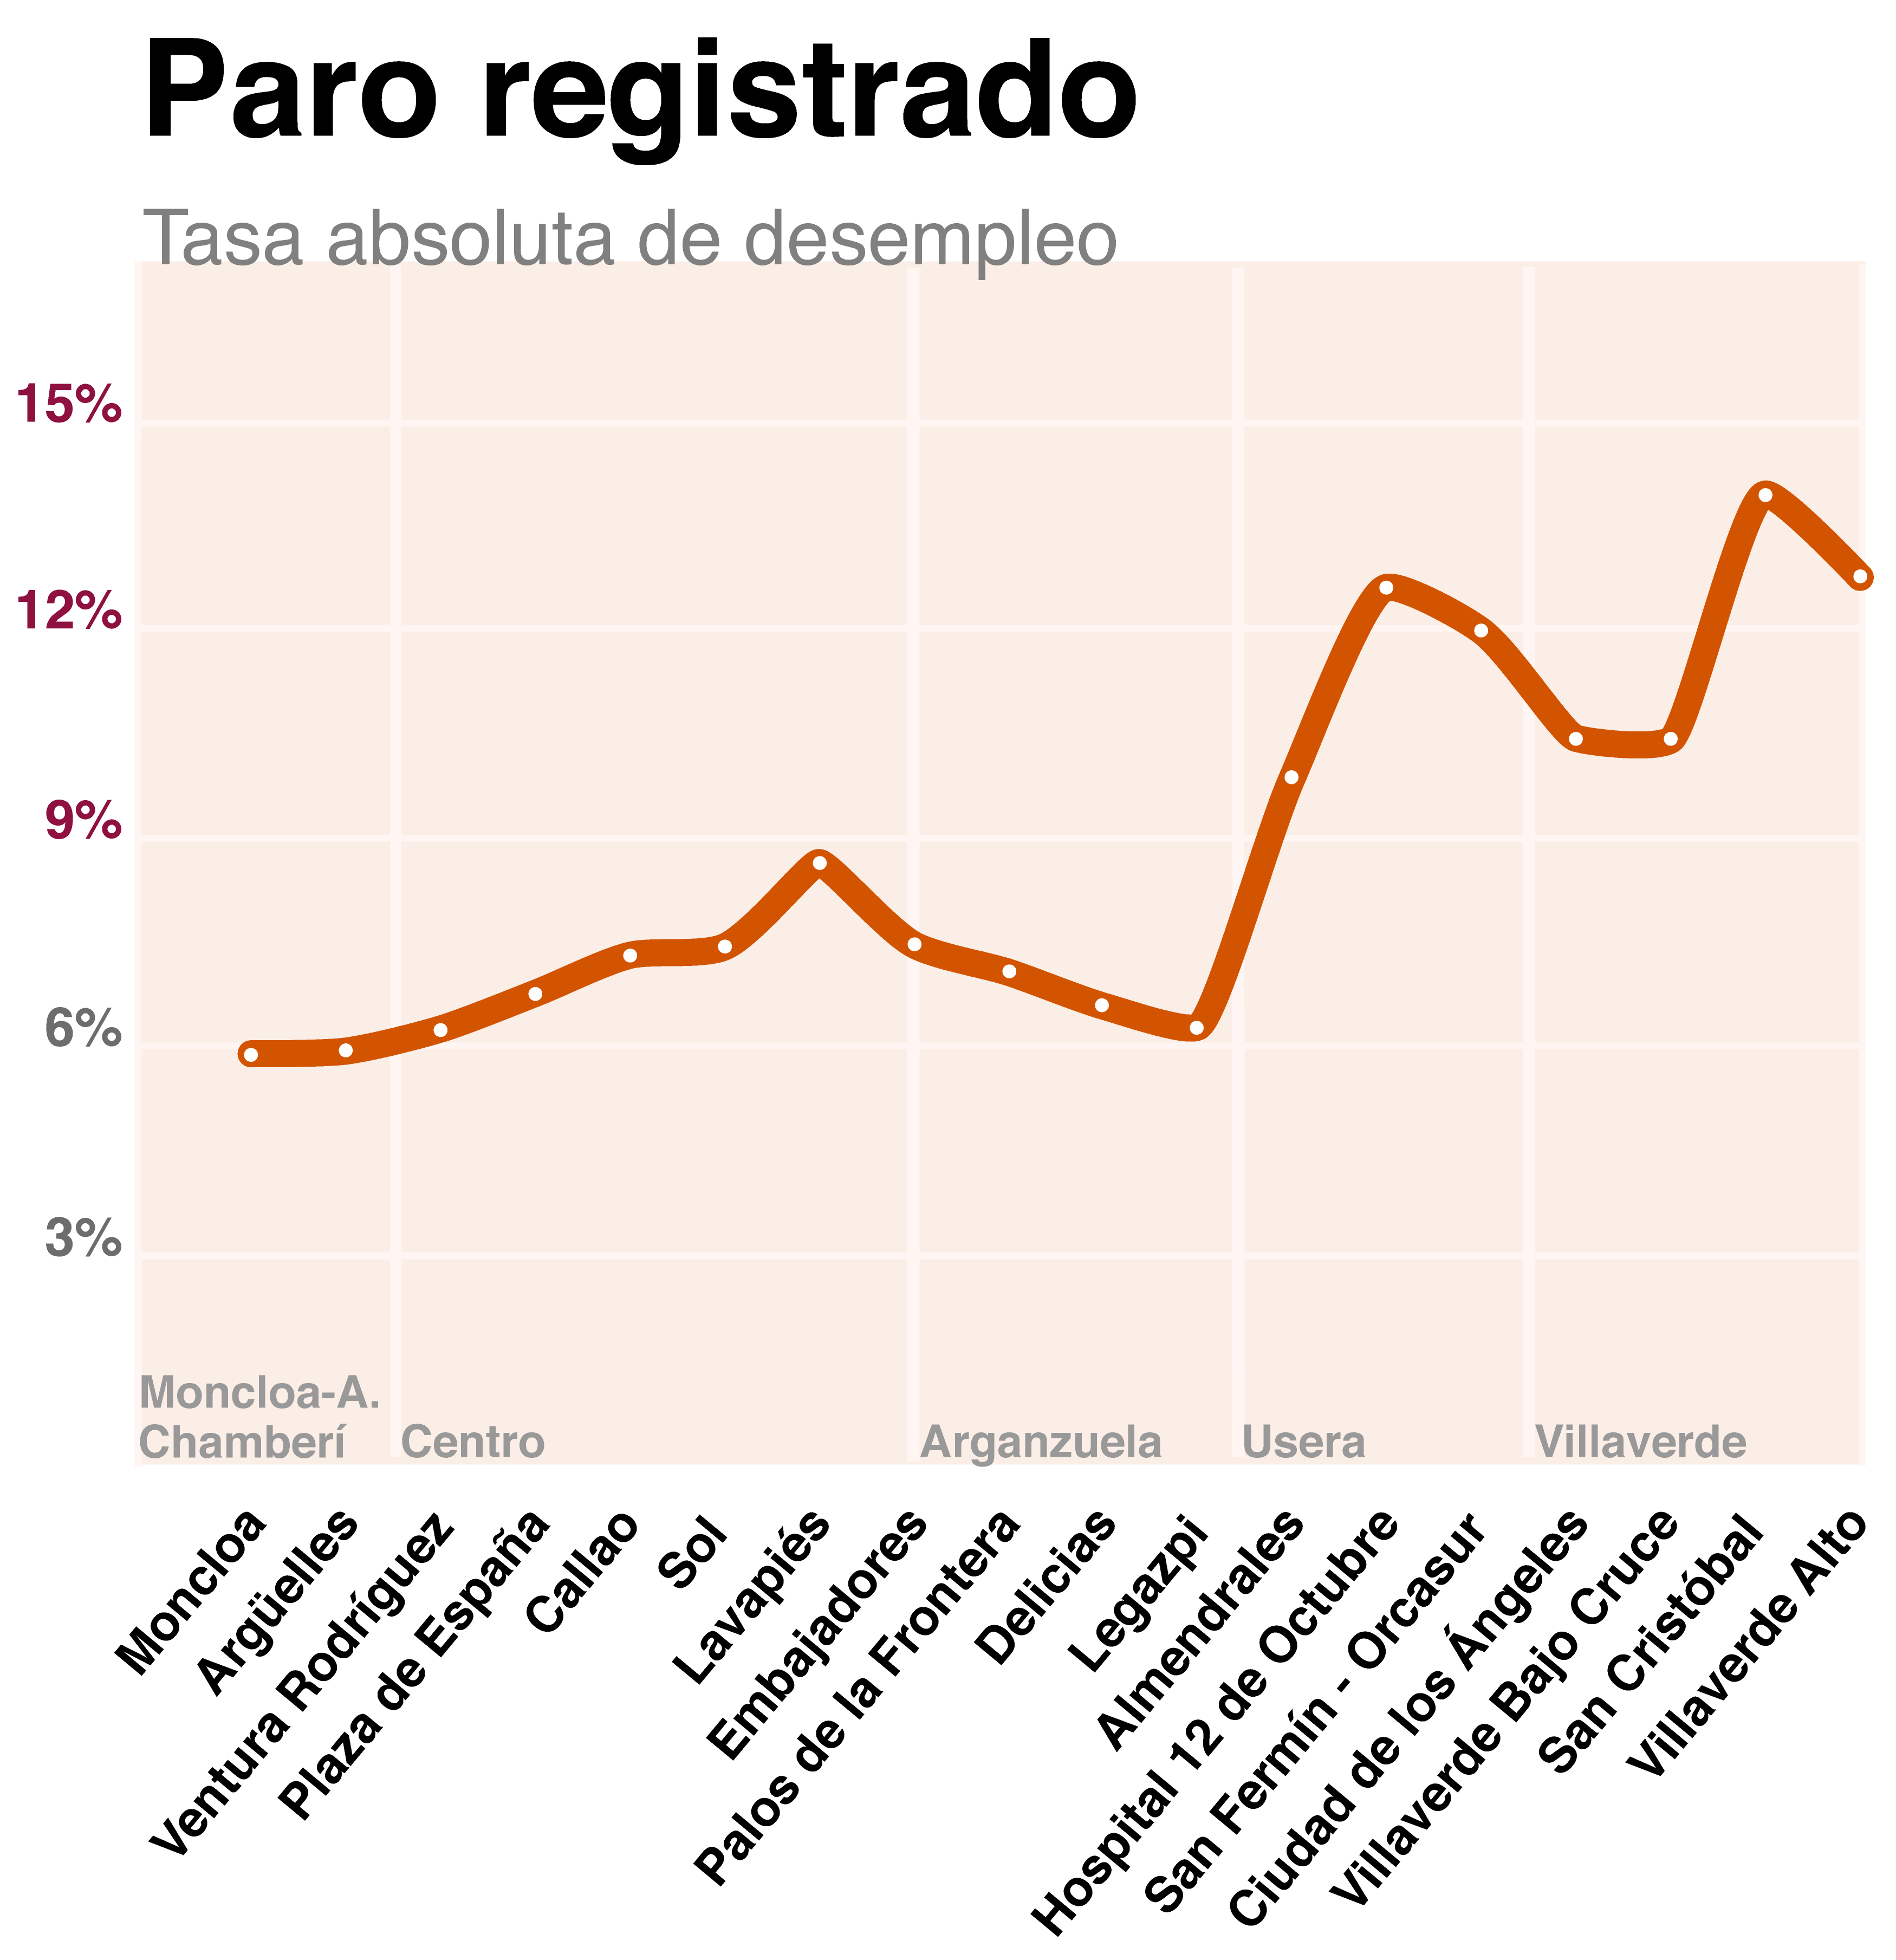 Paro registrado
Tasa absoluta de desempleo
15%
12%
9%
6%
3%
Moncloa-A.
Chamberí
Centro
Arganzuela
Usera
Villaverde
Moncloa
Argüelles
Ventura Rodríguez
Plaza de España
Callao
Sol
Lavapiés
Embajadores
Palos de la Frontera
Delicias
Legazpi
Almendrales
Hospital 12 de Octubre
San Fermín - Orcasur
Ciudad de los Ángeles
Villaverde Bajo Cruce
San Cristóbal
Villaverde Alto